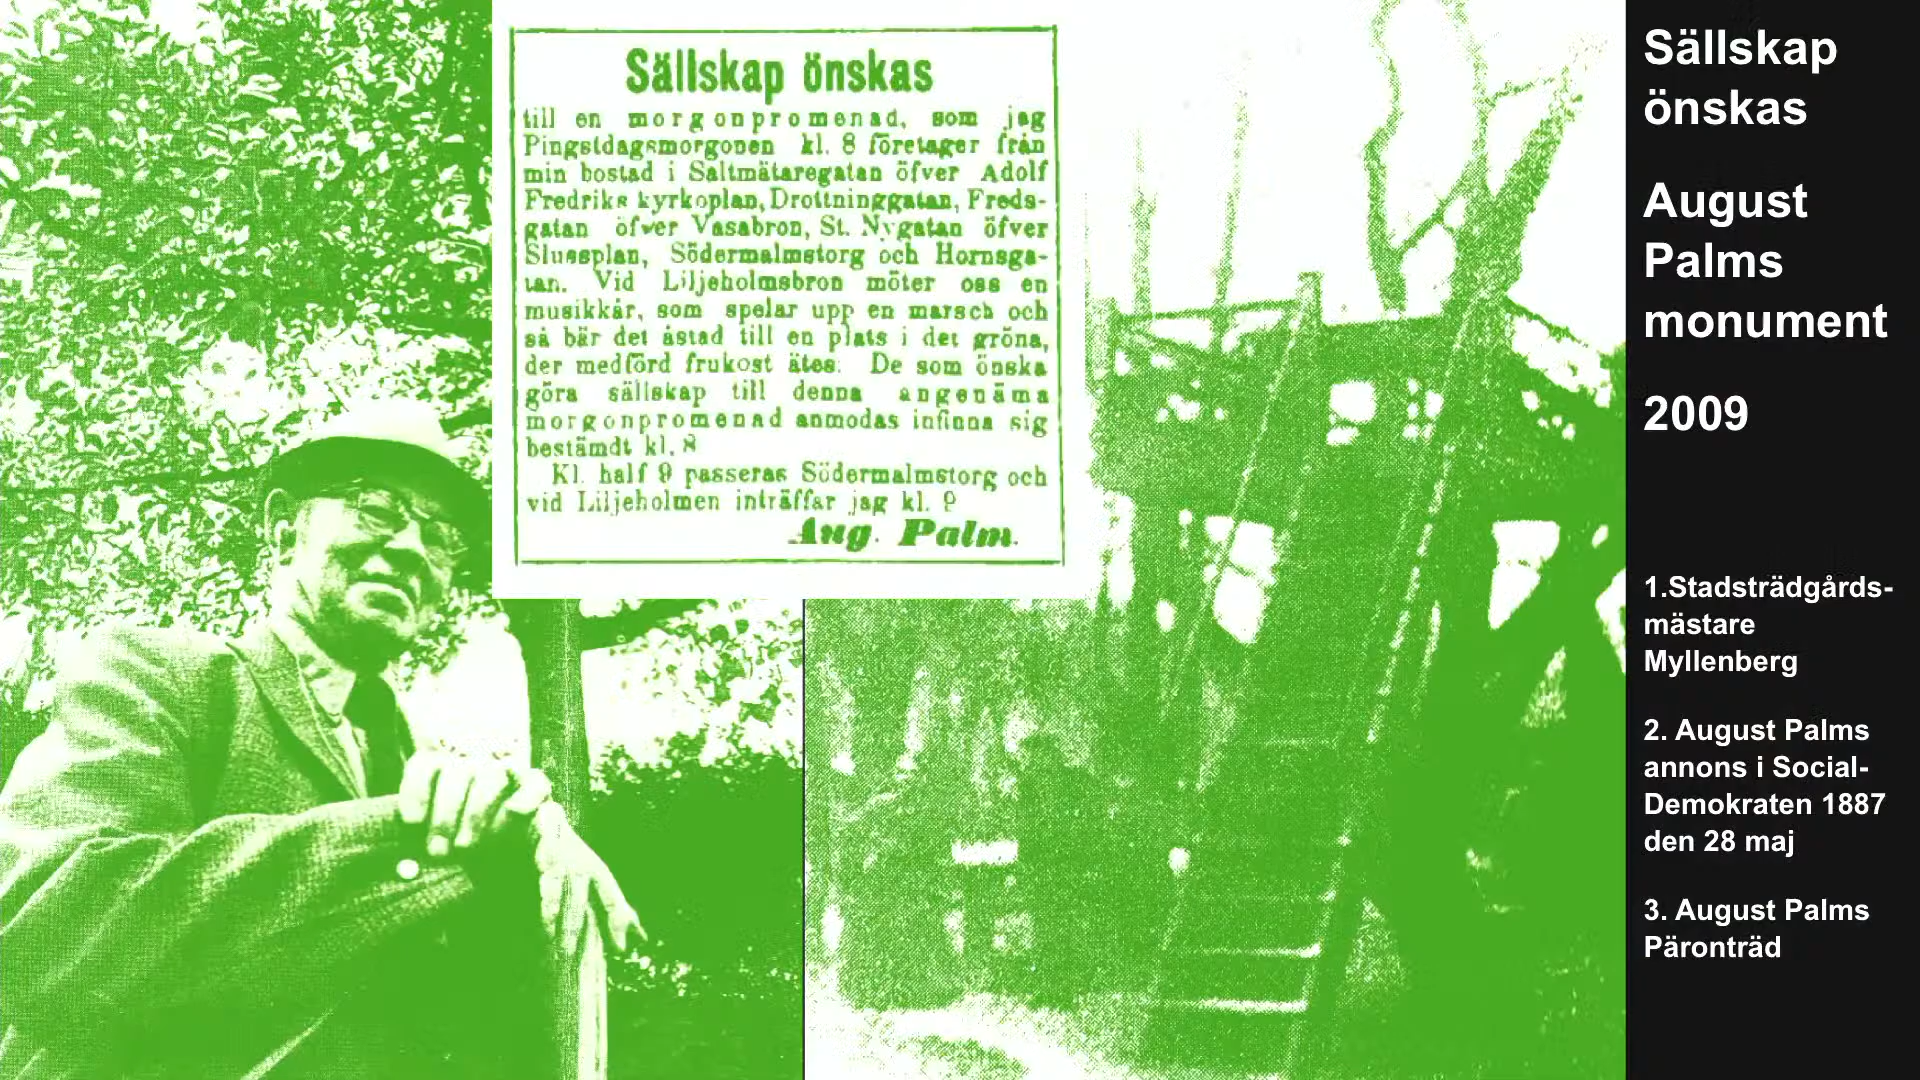 Sällskap önskas
till en morgonpromenad, som jag
Pingstdagsmorgonen kl. 8 företager från
min bostad i Saltmätaregatan öfver Adolf
Fredriks kyrkoplan, Drottninggatan, Freds-
gatan öfver Vasabron, St. Nygatan öfver
Slussplan, Södermalmstorg och Hornsga-
tan. Vid Liljeholmsbron möter oss en
musikkår, som spelar upp en marsch och
så bär det åstad till en plats i det gröna,
der medförd frukost ätes. De som önska
göra sällskap till denna angenäma
morgonpromenad anmodas infinna sig
bestämdt kl. 8
Kl. half 9 passeras Södermalmstorg och
vid Liljeholmen inträffar jag kl. 9
Aug. Palm.
Sällskap
önskas
August
Palms
monument
2009
1.Stadsträdgårds-
mästare
Myllenberg
2. August Palms
annons i Social-
Demokraten 1887
den 28 maj
3. August Palms
Päronträd